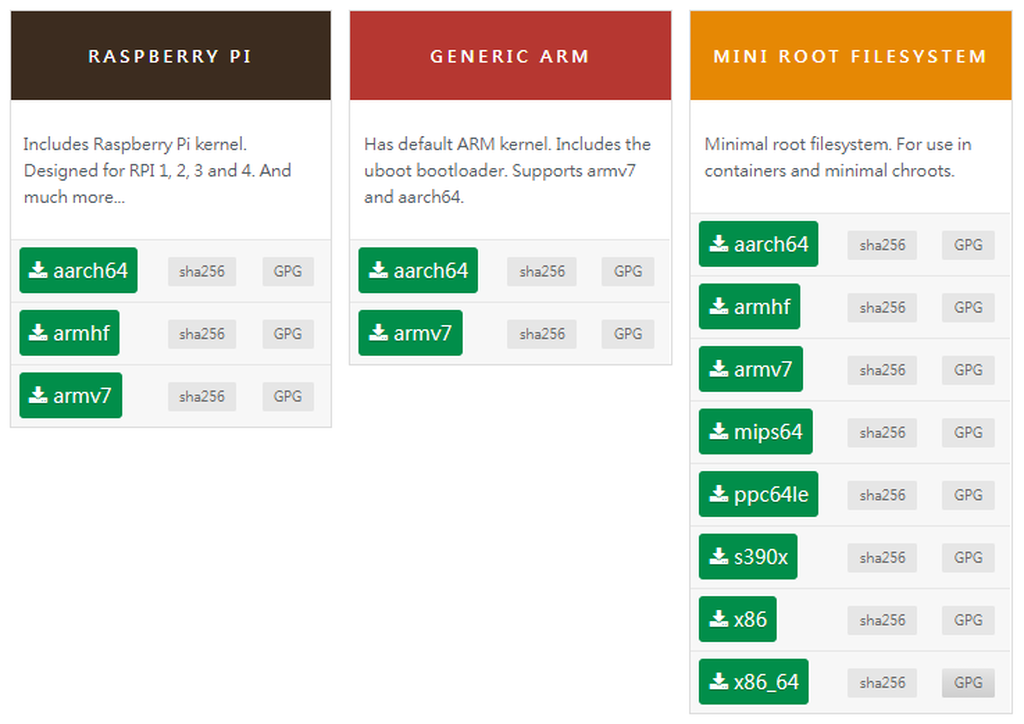 RASPBERRY PI
Includes Raspberry Pi kernel.
Designed for RPI 1, 2, 3 and 4. And
much more...
aarch64 sha256 GPG
armhf sha256 GPG
armv7 sha256 GPG
GENERIC ARM
Has default ARM kernel. Includes the
uboot bootloader. Supports armv7
and aarch64.
aarch64 sha256 GPG
armv7 sha256 GPG
MINI ROOT FILESYSTEM
Minimal root filesystem. For use in
containers and minimal chroots.
aarch64 sha256 GPG
armhf sha256 GPG
armv7 sha256 GPG
mips64 sha256 GPG
ppc64le sha256 GPG
s390x sha256 GPG
x86 sha256 GPG
x86_64 sha256 GPG